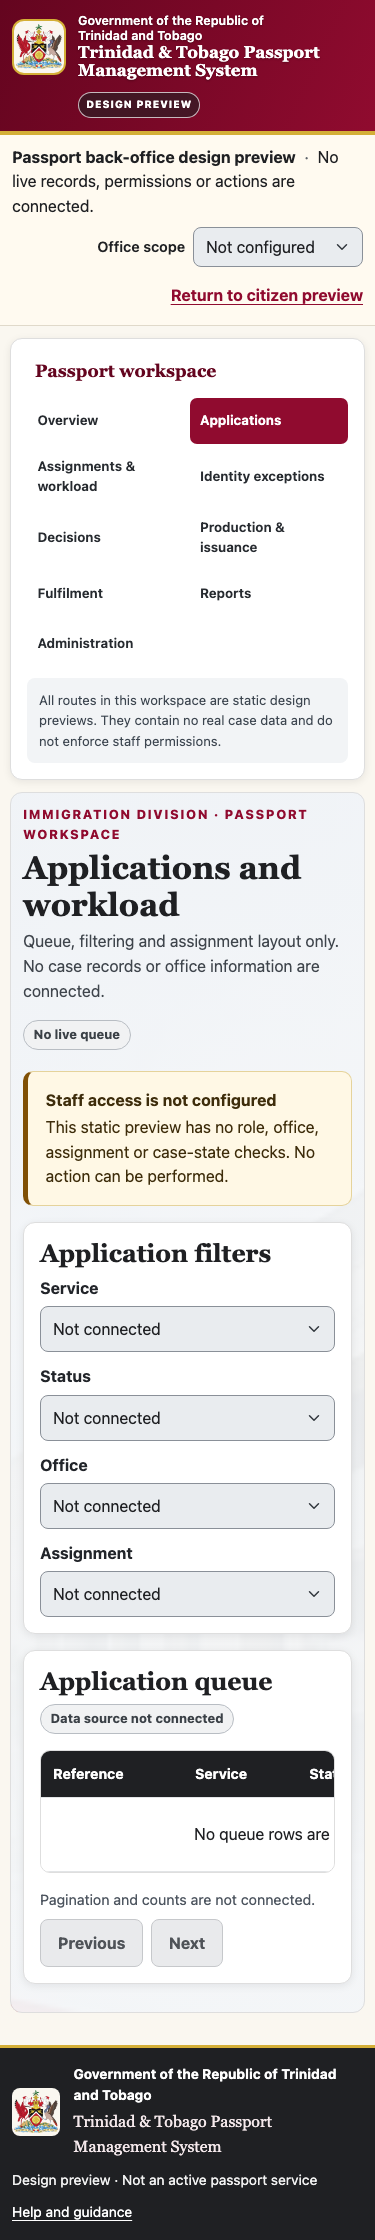 Government of the Republic of
Trinidad and Tobago
Trinidad & Tobago Passport
Management System
DESIGN PREVIEW
Passport back-office design preview · No
live records, permissions or actions are
connected.
Office scope
Not configured
Return to citizen preview
Passport workspace
Overview
Applications
Assignments &
workload
Identity exceptions
Decisions
Production &
issuance
Fulfilment
Reports
Administration
All routes in this workspace are static design
previews. They contain no real case data and do
not enforce staff permissions.
IMMIGRATION DIVISION · PASSPORT
WORKSPACE
Applications and
workload
Queue, filtering and assignment layout only.
No case records or office information are
connected.
No live queue
Staff access is not configured
This static preview has no role, office,
assignment or case-state checks. No
action can be performed.
Application filters
Service
Not connected
Status
Not connected
Office
Not connected
Assignment
Not connected
Application queue
Data source not connected
Reference Service Stat
No queue rows are
Pagination and counts are not connected.
Previous Next
Government of the Republic of Trinidad
and Tobago
Trinidad & Tobago Passport
Management System
Design preview · Not an active passport service
Help and guidance